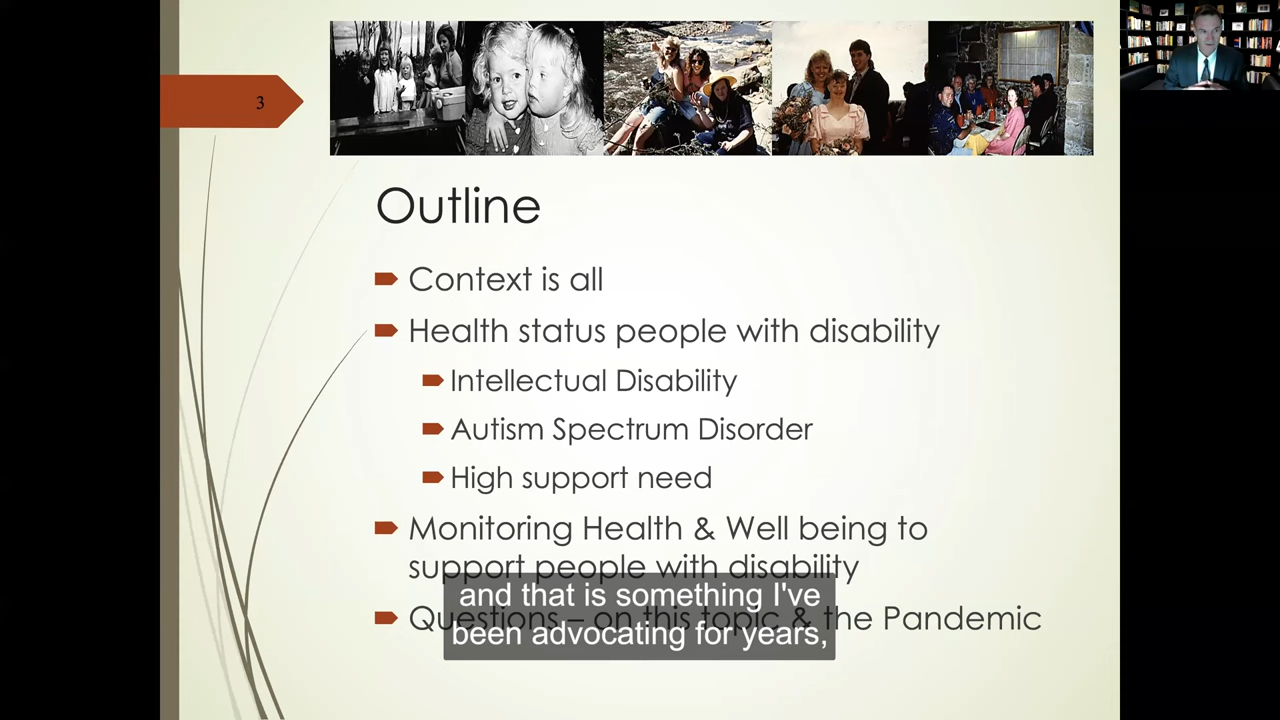 3
Outline
Context is all
Health status people with disability
Intellectual Disability
Autism Spectrum Disorder
High support need
Monitoring Health & Well being to
support people with disability
Questions – on this topic & the Pandemic
and that is something I've
been advocating for years,